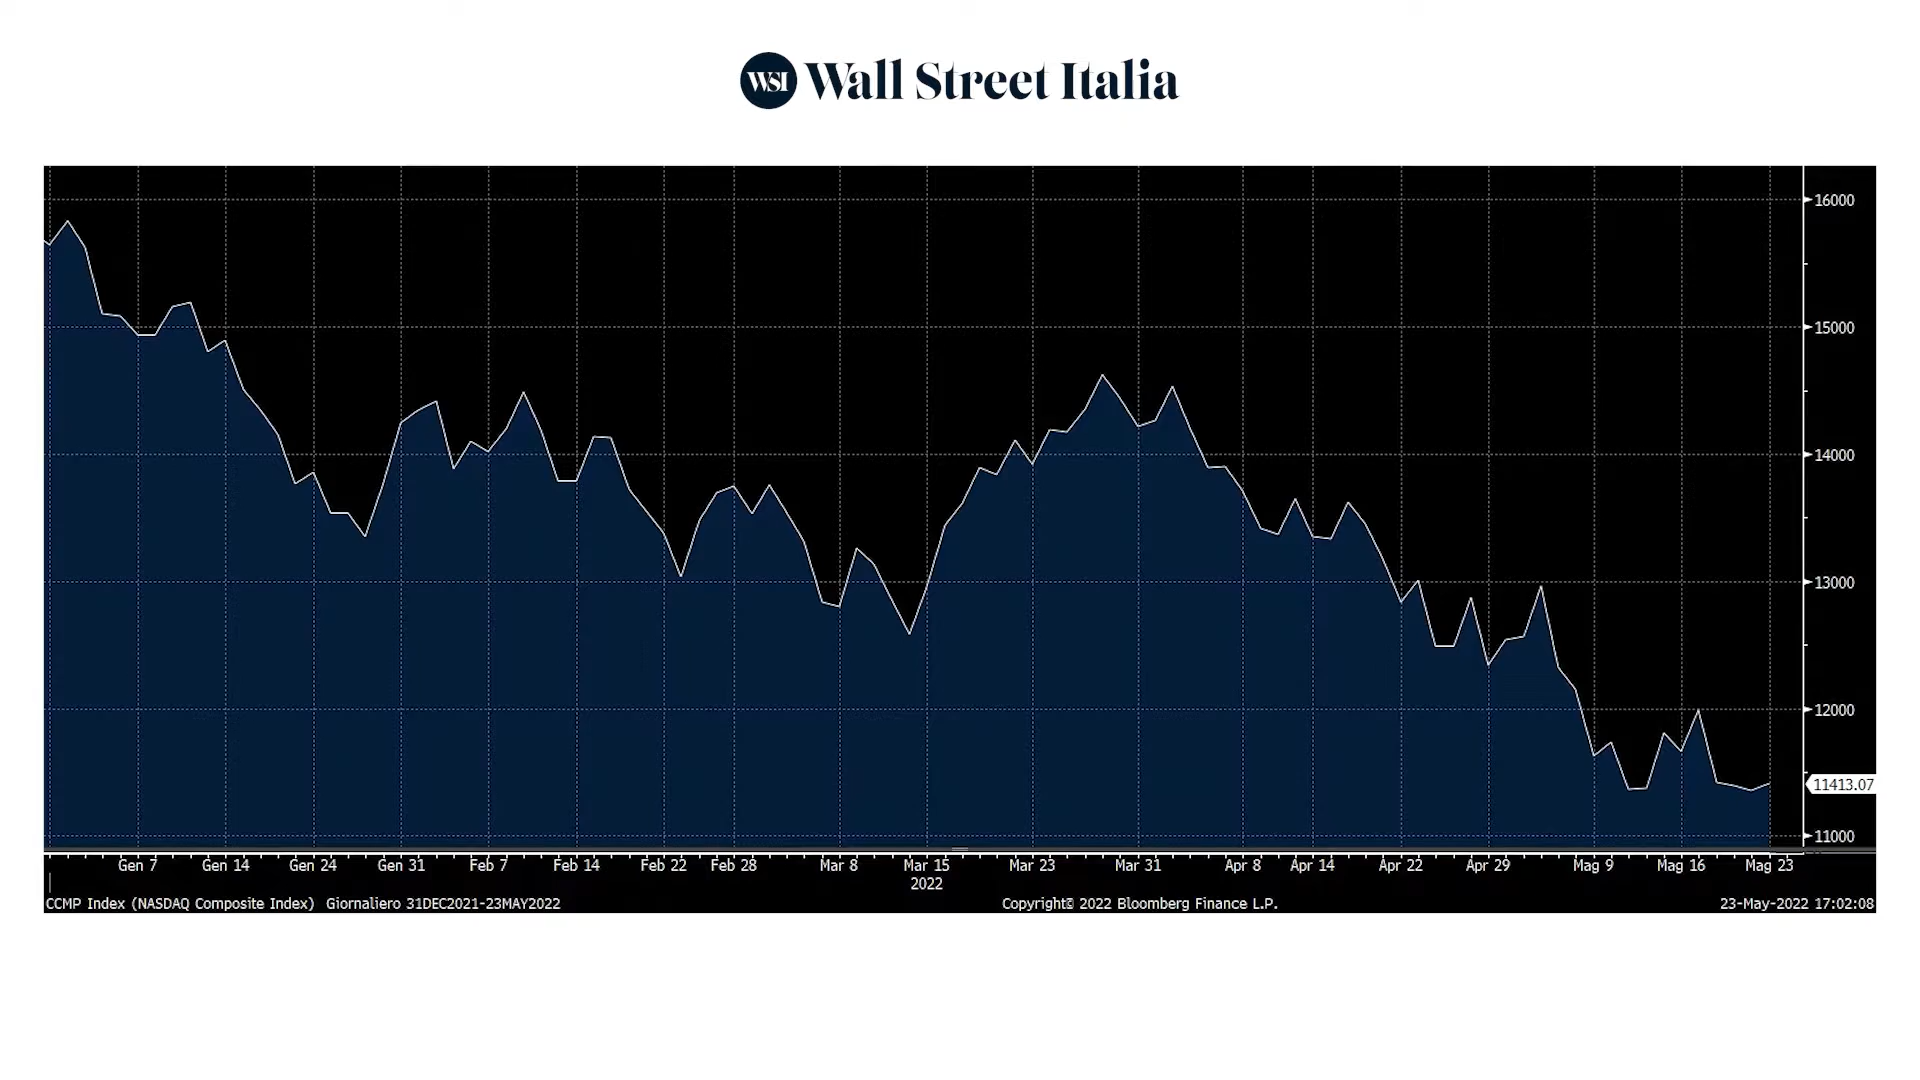 WSI Wall Street Italia
16000
15000
14000
13000
12000
11413.07
11000
Gen 7 Gen 14 Gen 24 Gen 31 Feb 7 Feb 14 Feb 22 Feb 28 Mar 8 Mar 15 Mar 23 Mar 31 Apr 8 Apr 14 Apr 22 Apr 29 Mag 9 Mag 16 Mag 23
2022
CCMP Index (NASDAQ Composite Index) Giornaliero 31DEC2021-23MAY2022 Copyright© 2022 Bloomberg Finance L.P. 23-May-2022 17:02:08